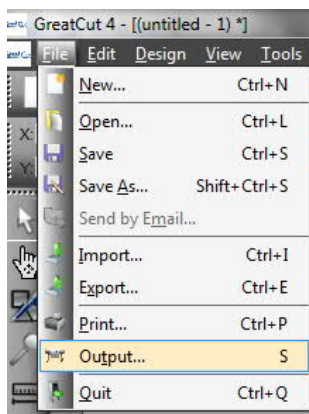 GreatCut 4 - [(untitled - 1) *]
File Edit Design View Tools
New... Ctrl+N
Open... Ctrl+L
Save Ctrl+S
Save As... Shift+Ctrl+S
Send by Email...
Import... Ctrl+I
Export... Ctrl+E
Print... Ctrl+P
Output... S
Quit Ctrl+Q
X:
Y: